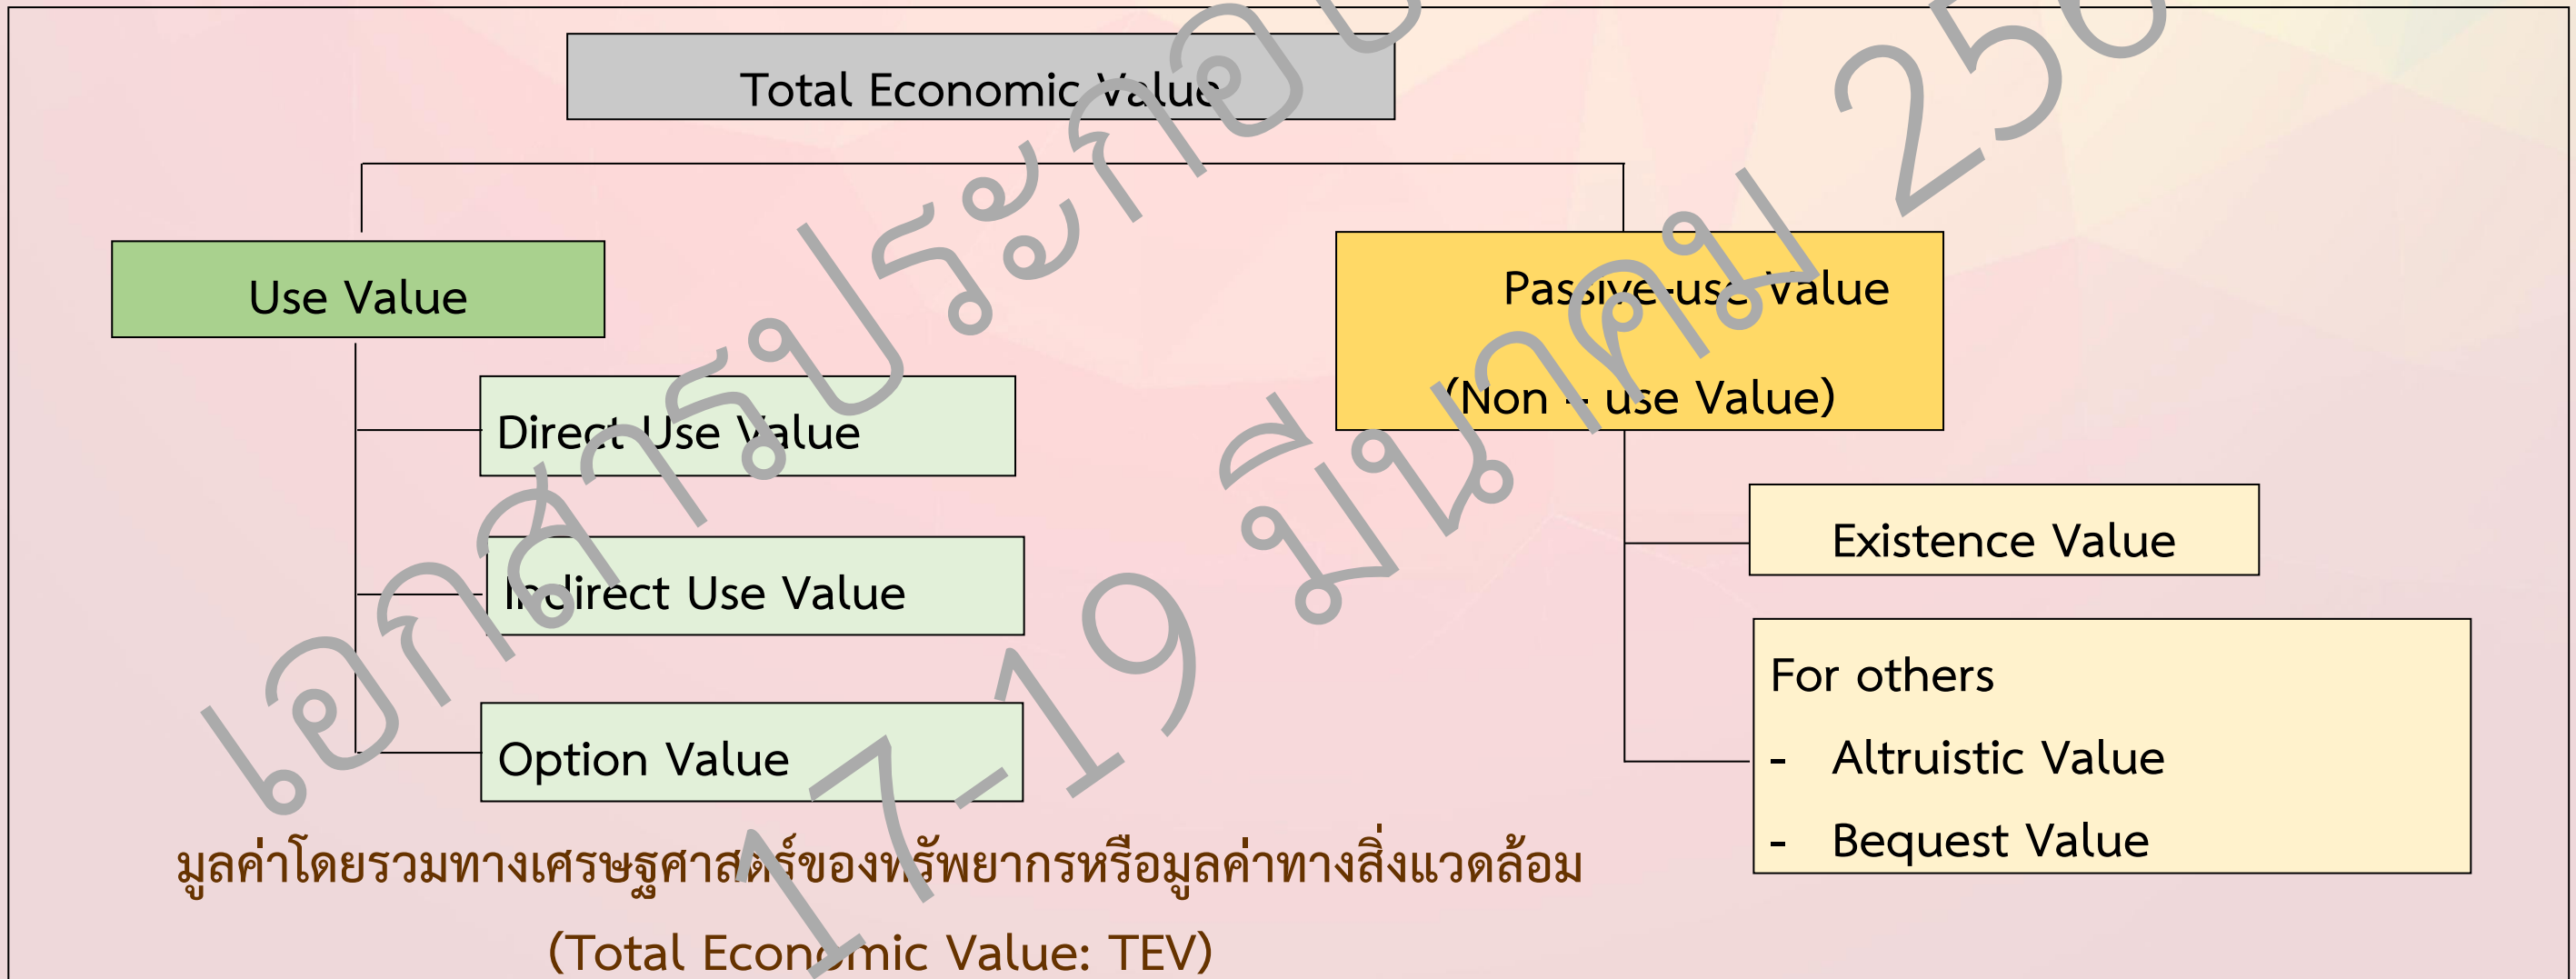 Total Economic Value
Use Value
Passive-use Value
(Non – use Value)
Direct Use Value
Indirect Use Value
Option Value
Existence Value
For others
- Altruistic Value
- Bequest Value
มูลค่าโดยรวมทางเศรษฐศาสตร์ของทรัพยากรหรือมูลค่าทางสิ่งแวดล้อม
(Total Economic Value: TEV)
เอกสารประกอบ
17-19 มีนาคม 256